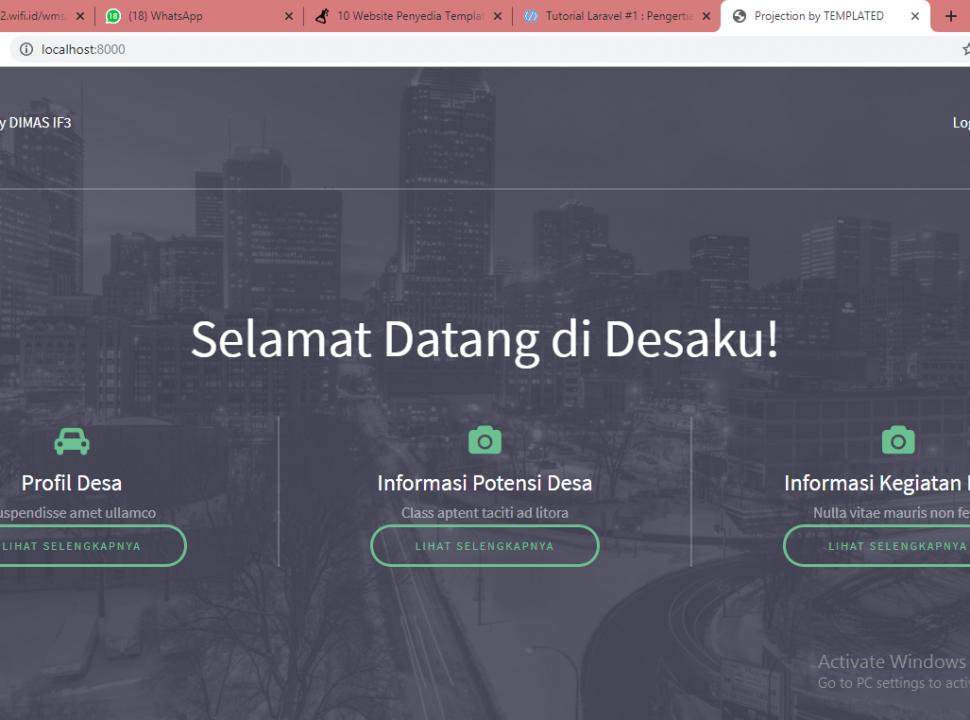 2.wifi.id/wms.
18
(18) WhatsApp
10 Website Penyedia Templat
Tutorial Laravel #1 : Pengertia
Projection by TEMPLATED
localhost:8000
y DIMAS IF3
Log
Selamat Datang di Desaku!
Profil Desa
uspendisse amet ullamco
LIHAT SELENGKAPNYA
Informasi Potensi Desa
Class aptent taciti ad litora
LIHAT SELENGKAPNYA
Informasi Kegiatan
Nulla vitae mauris non fe
LIHAT SELENGKAPNYA
Activate Windows
Go to PC settings to activ